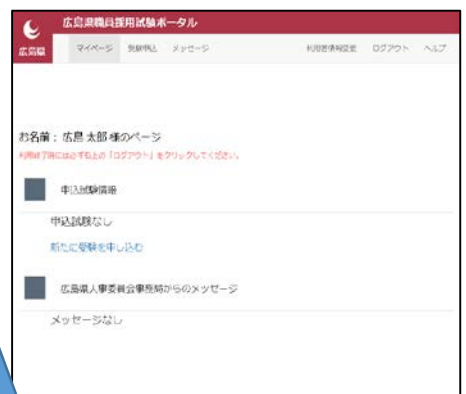 広島県職員採用試験ポータル
広島県
マイページ 受験申込 メッセージ 利用者情報変更 ログアウト ヘルプ
お名前： 広島 太郎 様のページ
利用終了時には必ず右上の「ログアウト」をクリックしてください。
申込試験情報
申込試験なし
新たに受験を申し込む
広島県人事委員会事務局からのメッセージ
メッセージなし